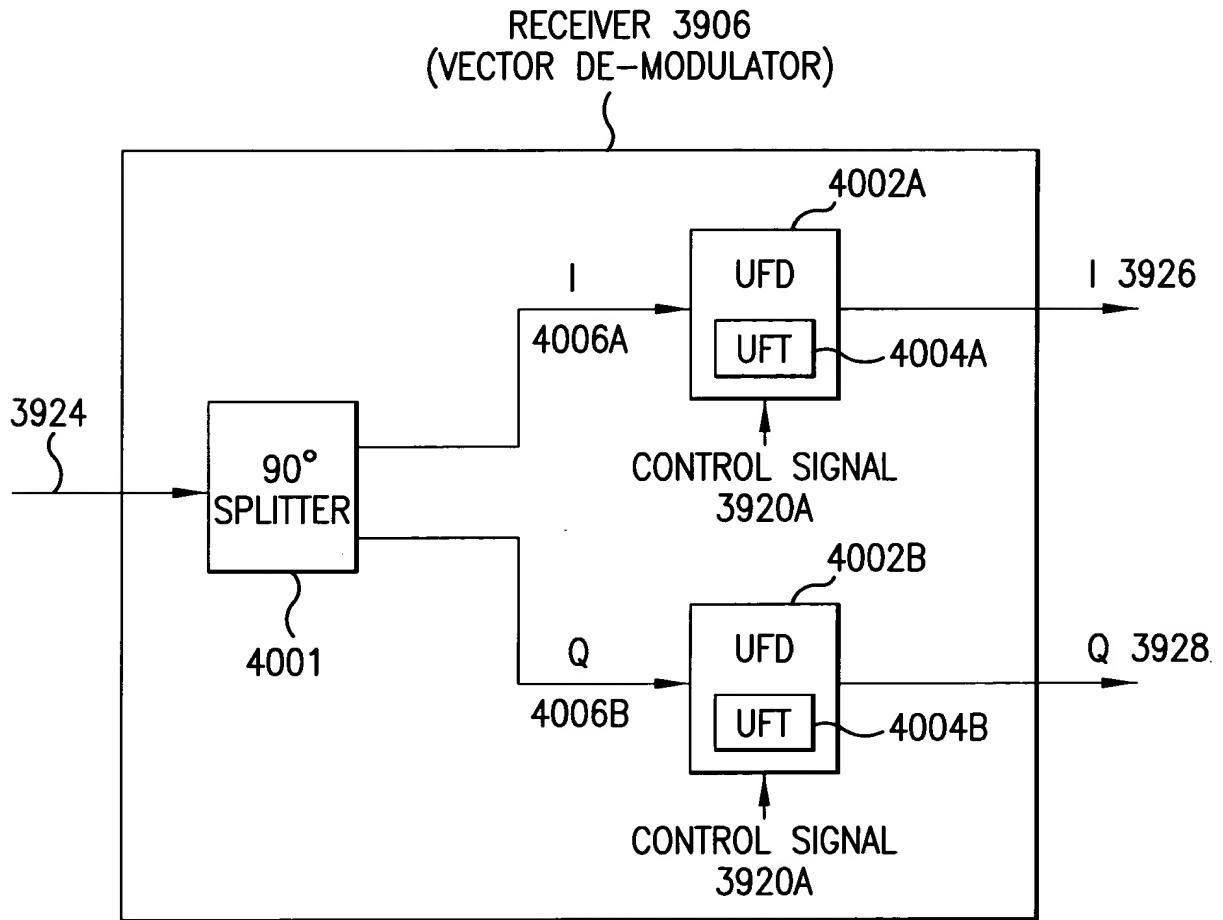 RECEIVER 3906
(VECTOR DE-MODULATOR)
4002A
UFD
I
I 3926
4006A
UFT
4004A
3924
90°
SPLITTER
CONTROL SIGNAL
3920A
4002B
4001
Q
UFD
Q 3928
4006B
UFT
4004B
CONTROL SIGNAL
3920A